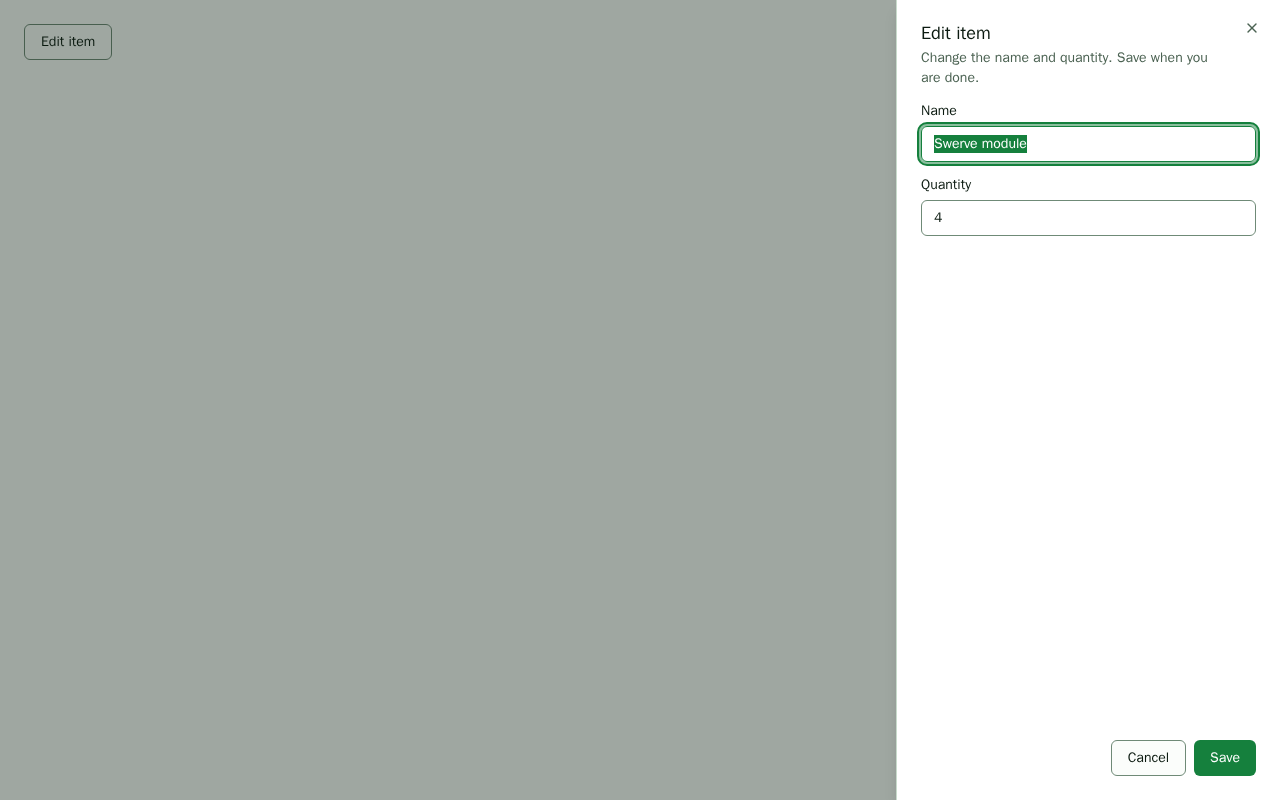 Edit item
Edit item
Change the name and quantity. Save when you
are done.
Name
Swerve module
Quantity
4
Cancel
Save